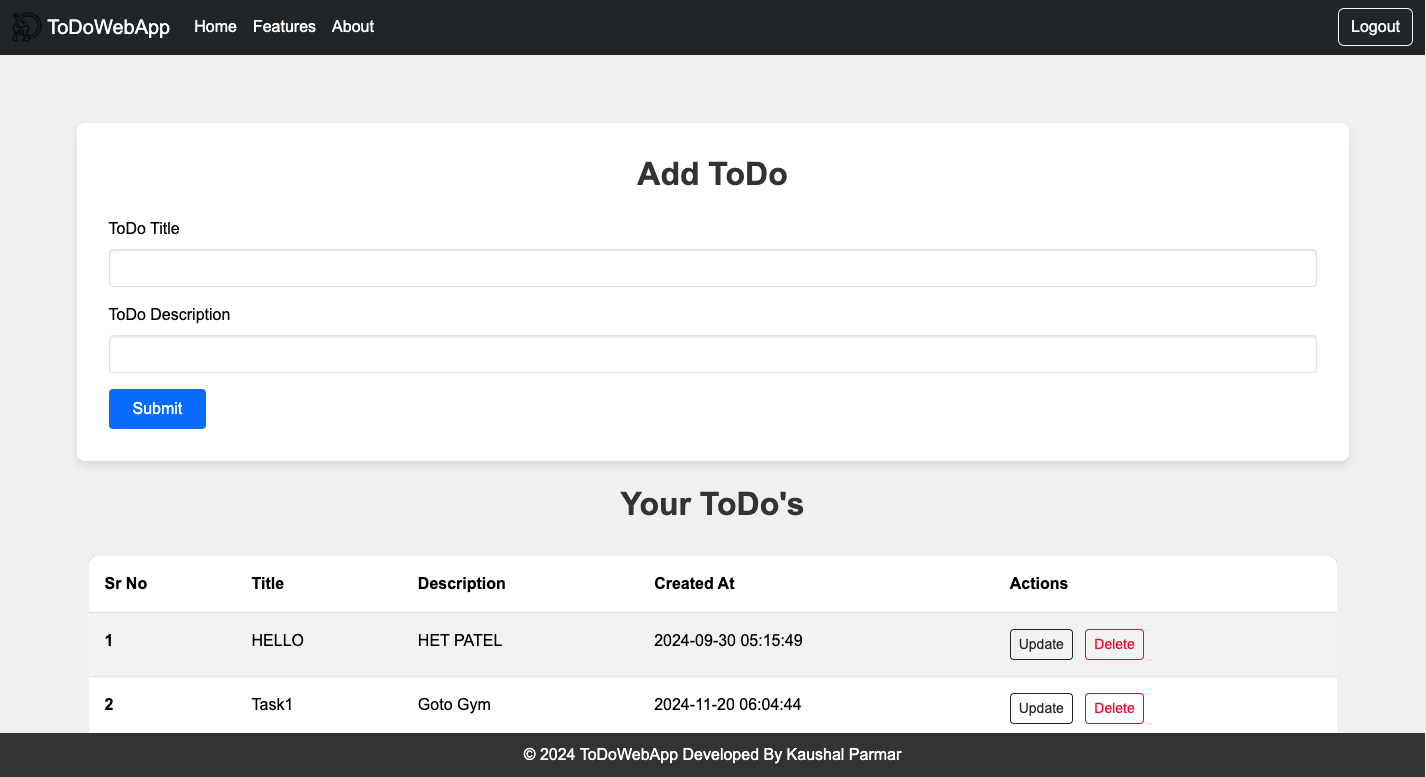 ToDoWebApp Home Features About Logout
Add ToDo
ToDo Title
ToDo Description
Submit
Your ToDo's
Sr No Title Description Created At Actions
1 HELLO HET PATEL 2024-09-30 05:15:49 Update Delete
2 Task1 Goto Gym 2024-11-20 06:04:44 Update Delete
© 2024 ToDoWebApp Developed By Kaushal Parmar